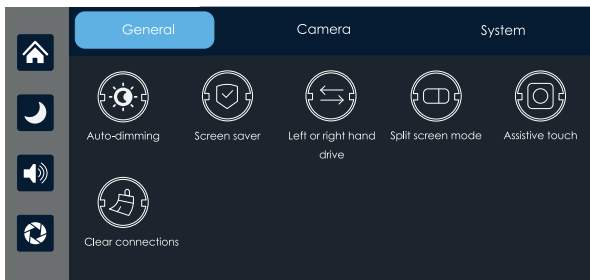 General Camera System
Auto-dimming Screen saver Left or right hand drive Split screen mode Assistive touch
Clear connections